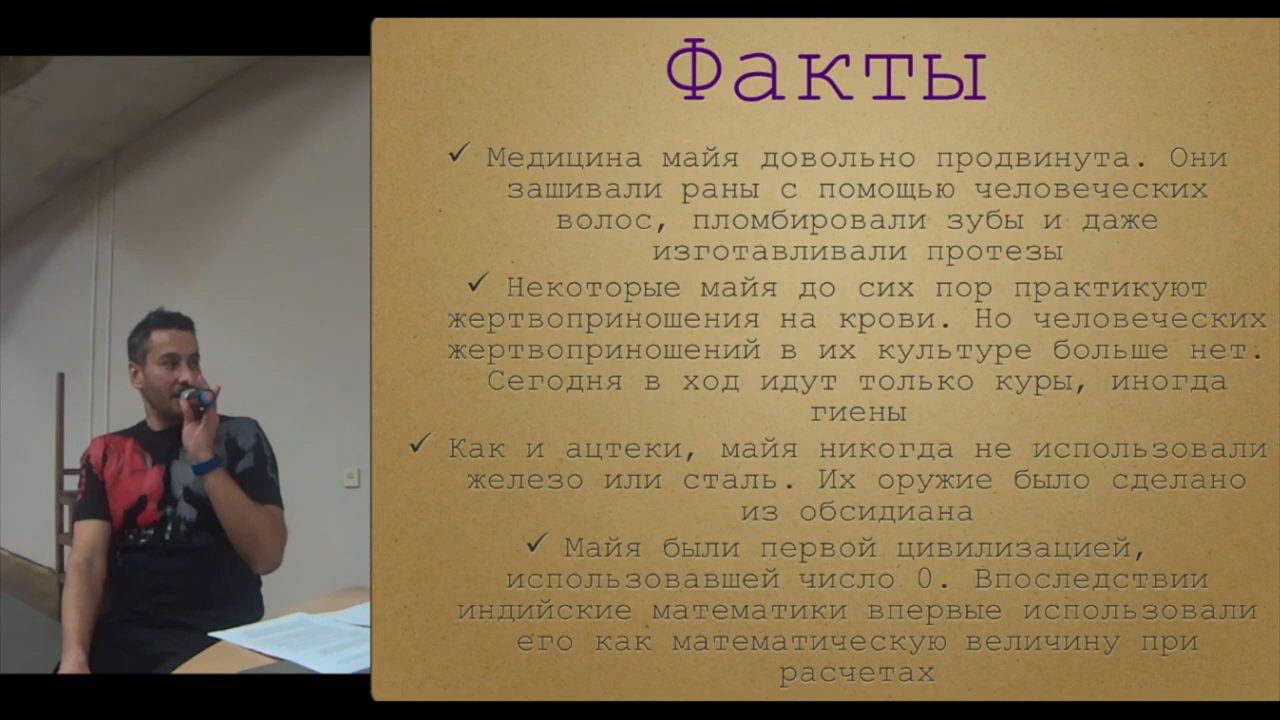 Факты
✓ Медицина майя довольно продвинута. Они
зашивали раны с помощью человеческих
волос, пломбировали зубы и даже
изготавливали протезы
✓ Некоторые майя до сих пор практикуют
жертвоприношения на крови. Но человеческих
жертвоприношений в их культуре больше нет.
Сегодня в ход идут только куры, иногда
гиены
✓ Как и ацтеки, майя никогда не использовали
железо или сталь. Их оружие было сделано
из обсидиана
✓ Майя были первой цивилизацией,
использовавшей число 0. Впоследствии
индийские математики впервые использовали
его как математическую величину при
расчетах